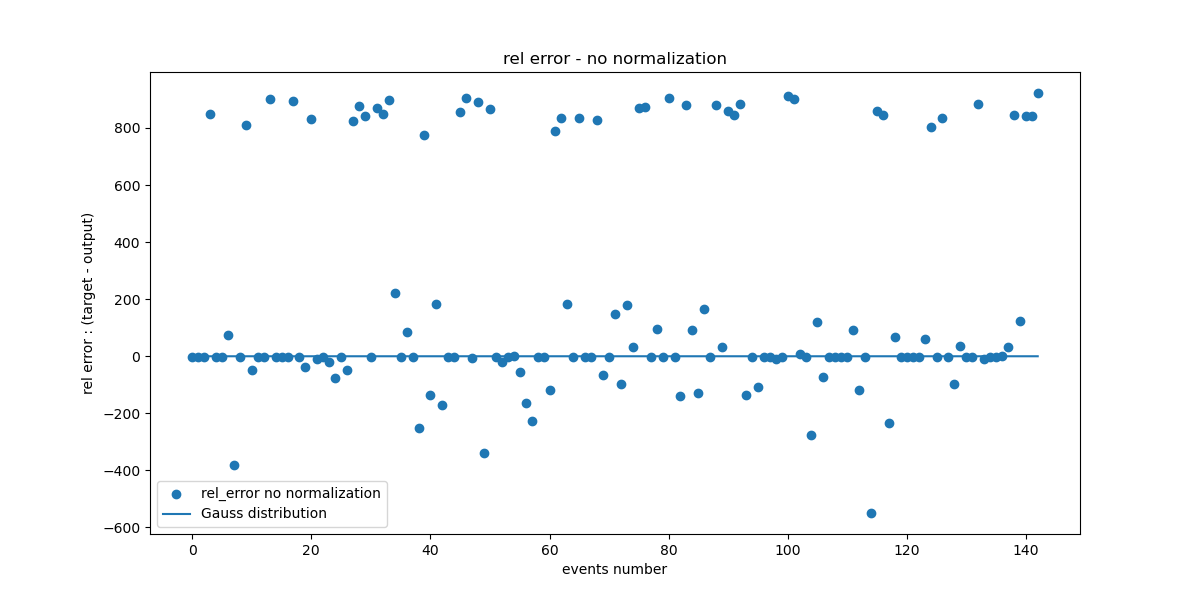 rel error - no normalization
rel error : (target - output)
800
600
400
200
0
−200
−400
−600
rel_error no normalization
Gauss distribution
0 20 40 60 80 100 120 140
events number